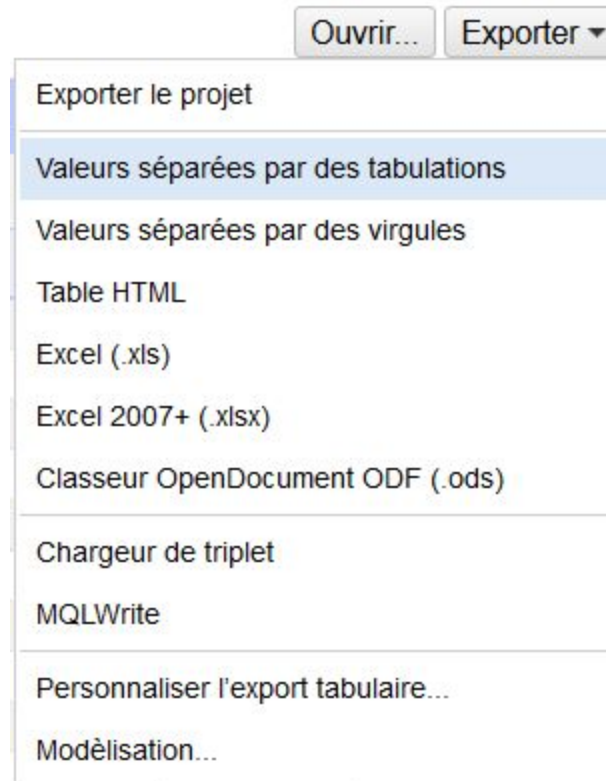 Ouvrir... Exporter
Exporter le projet
Valeurs séparées par des tabulations
Valeurs séparées par des virgules
Table HTML
Excel (.xls)
Excel 2007+ (.xlsx)
Classeur OpenDocument ODF (.ods)
Chargeur de triplet
MQLWrite
Personnaliser l'export tabulaire...
Modèlisation...